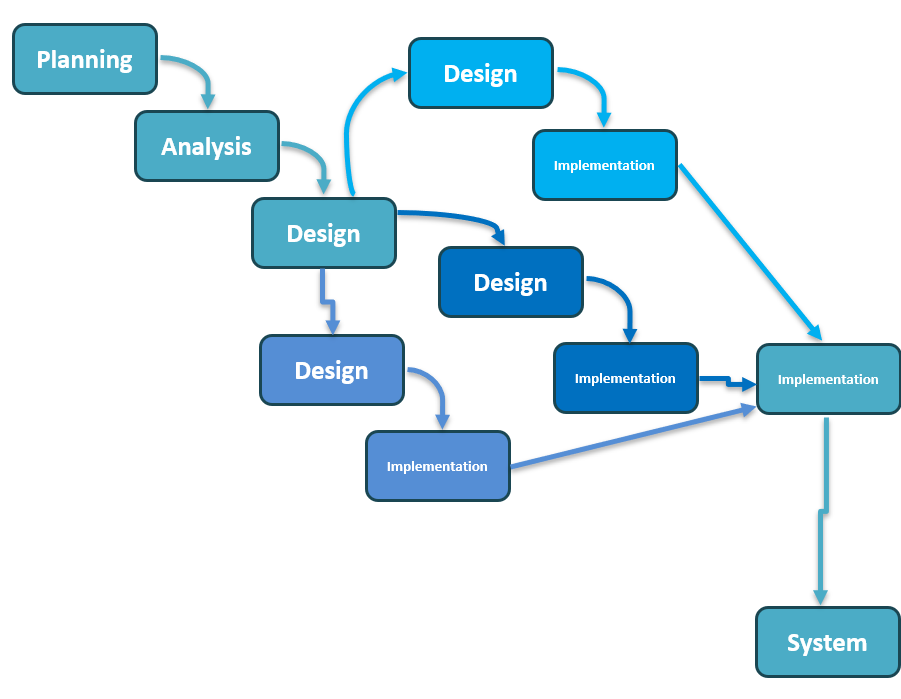 Planning
Design
Analysis
Implementation
Design
Design
Design
Implementation
Implementation
Implementation
System